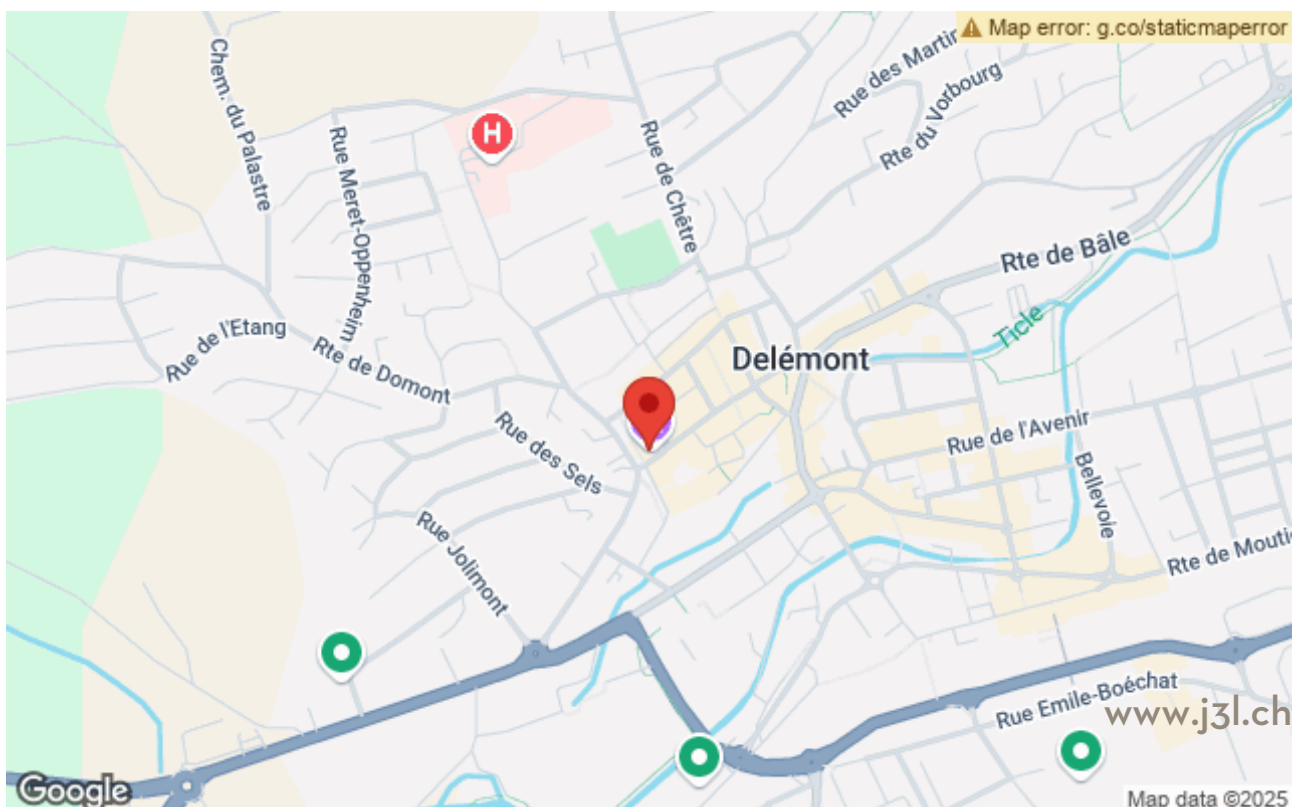 Map error: g.co/staticmaperror
Chem. du Palastre
Rue Meret-Oppenheim
H
Rue de Chêtre
Rue des Martin
Rte du Vorbourg
Rte de Bâle
Ticle
Rue de l'Etang
Rte de Domont
Delémont
Rue des Sels
Rue de l'Avenir
Bellevoie
Rue Jolimont
Rte de Moutie
Rue Emile-Boéchat
www.j3l.ch
Google
Map data ©2025